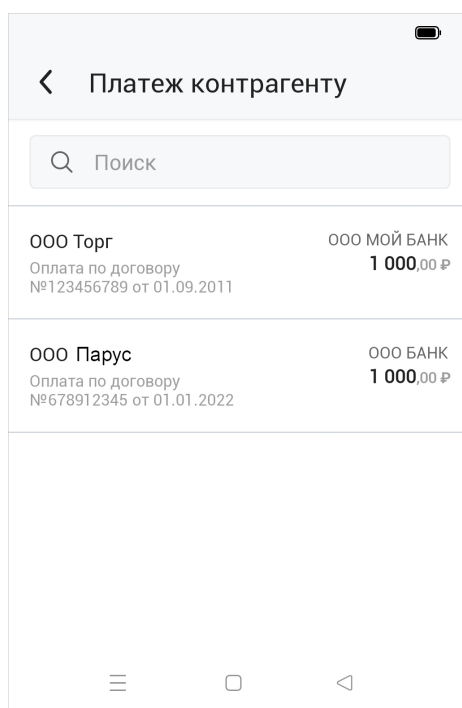 Платеж контрагенту
Поиск
ООО Торг
ООО МОЙ БАНК
Оплата по договору
1 000,00 ₽
№123456789 от 01.09.2011
ООО Парус
ООО БАНК
Оплата по договору
1 000,00 ₽
№678912345 от 01.01.2022